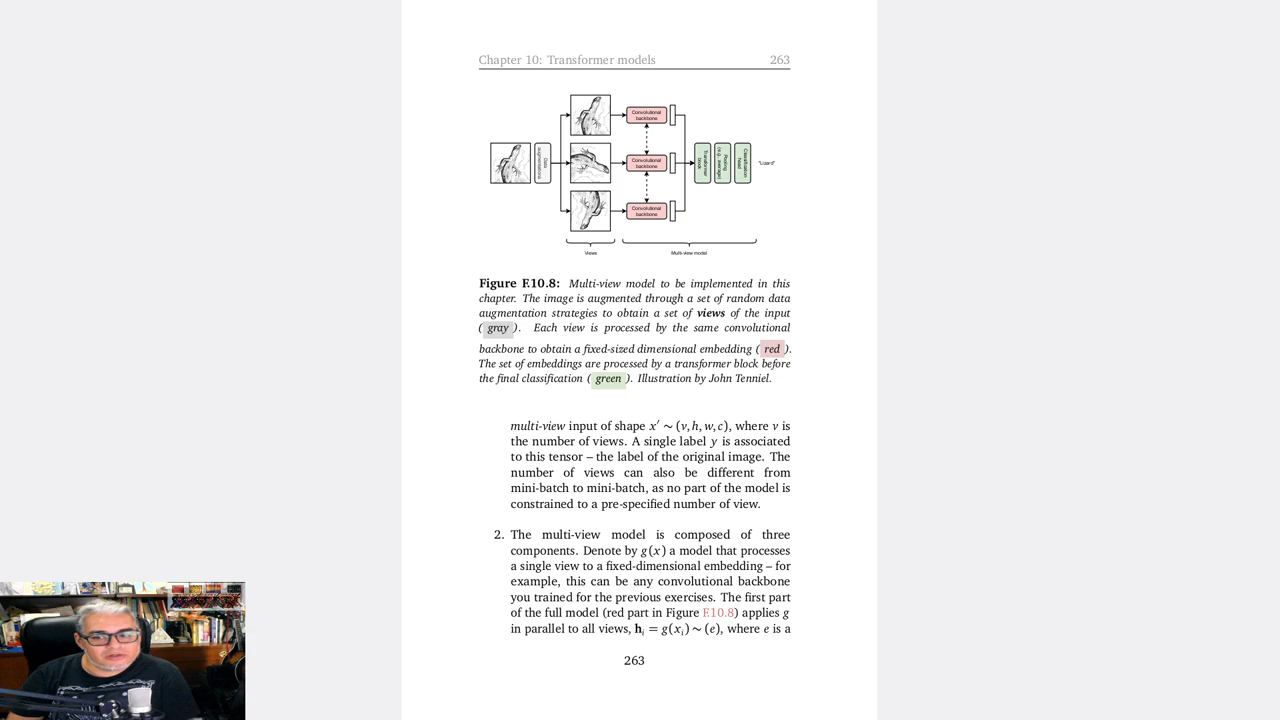 Chapter 10: Transformer models 263
Convolutional
backbone
Data
augmentations
Convolutional
backbone
Transformer
block
Pooling
(e.g., average)
Classification
head
"Lizard"
Convolutional
backbone
Views
Multi-view model
Figure F.10.8: Multi-view model to be implemented in this
chapter. The image is augmented through a set of random data
augmentation strategies to obtain a set of views of the input
( gray ). Each view is processed by the same convolutional
backbone to obtain a fixed-sized dimensional embedding ( red ).
The set of embeddings are processed by a transformer block before
the final classification ( green ). Illustration by John Tenniel.
multi-view input of shape x′ ∼ (v, h, w, c), where v is
the number of views. A single label y is associated
to this tensor – the label of the original image. The
number of views can also be different from
mini-batch to mini-batch, as no part of the model is
constrained to a pre-specified number of view.
2. The multi-view model is composed of three
components. Denote by g(x) a model that processes
a single view to a fixed-dimensional embedding – for
example, this can be any convolutional backbone
you trained for the previous exercises. The first part
of the full model (red part in Figure F.10.8) applies g
in parallel to all views, hᵢ = g(xᵢ) ∼ (e), where e is a
263